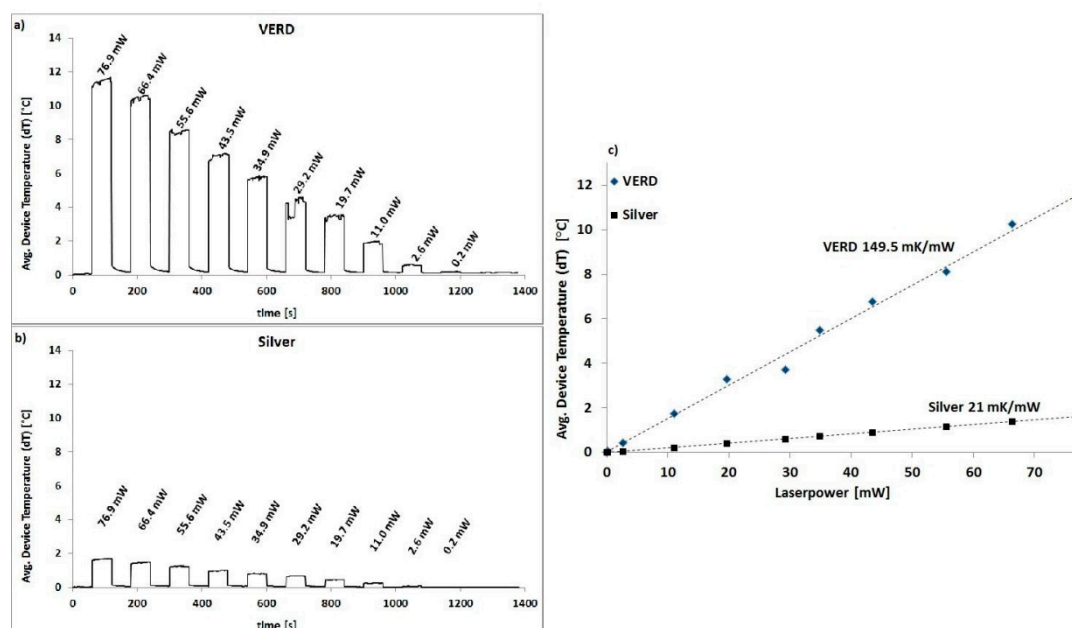 a)
VERD
Avg. Device Temperature (dT) [°C]
14
12
10
8
6
4
2
0
76.9 mW
66.4 mW
55.6 mW
43.5 mW
34.9 mW
29.2 mW
19.7 mW
11.0 mW
2.6 mW
0.2 mW
0 200 400 600 800 1000 1200 1400
time [s]
b)
Silver
Avg. Device Temperature (dT) [°C]
14
12
10
8
6
4
2
0
76.9 mW
66.4 mW
55.6 mW
43.5 mW
34.9 mW
29.2 mW
19.7 mW
11.0 mW
2.6 mW
0.2 mW
0 200 400 600 800 1000 1200 1400
time [s]
c)
VERD
Silver
Avg. Device Temperature (dT) [°C]
12
10
8
6
4
2
0
VERD 149.5 mK/mW
Silver 21 mK/mW
0 10 20 30 40 50 60 70
Laserpower [mW]